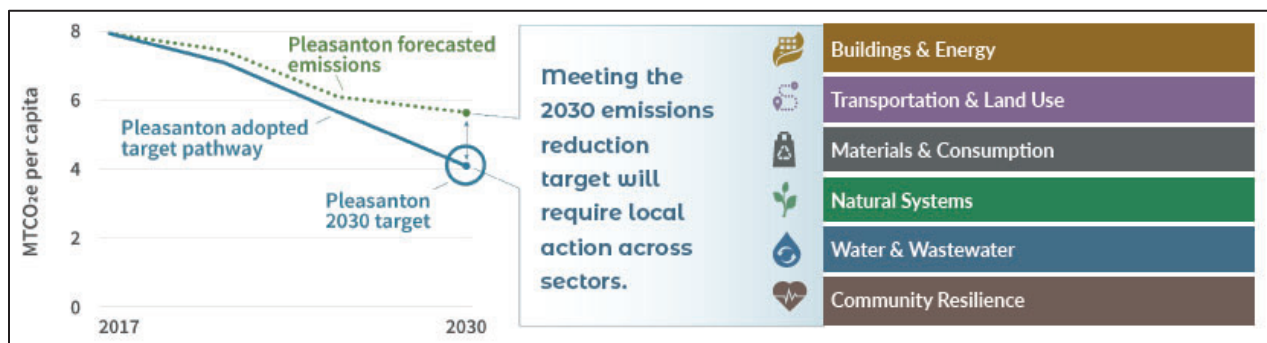 8
6
4
2
0
MTCO₂e per capita
2017
2030
Pleasanton forecasted
emissions
Pleasanton adopted
target pathway
Pleasanton
2030 target
Meeting the
2030 emissions
reduction
target will
require local
action across
sectors.
Buildings & Energy
Transportation & Land Use
Materials & Consumption
Natural Systems
Water & Wastewater
Community Resilience